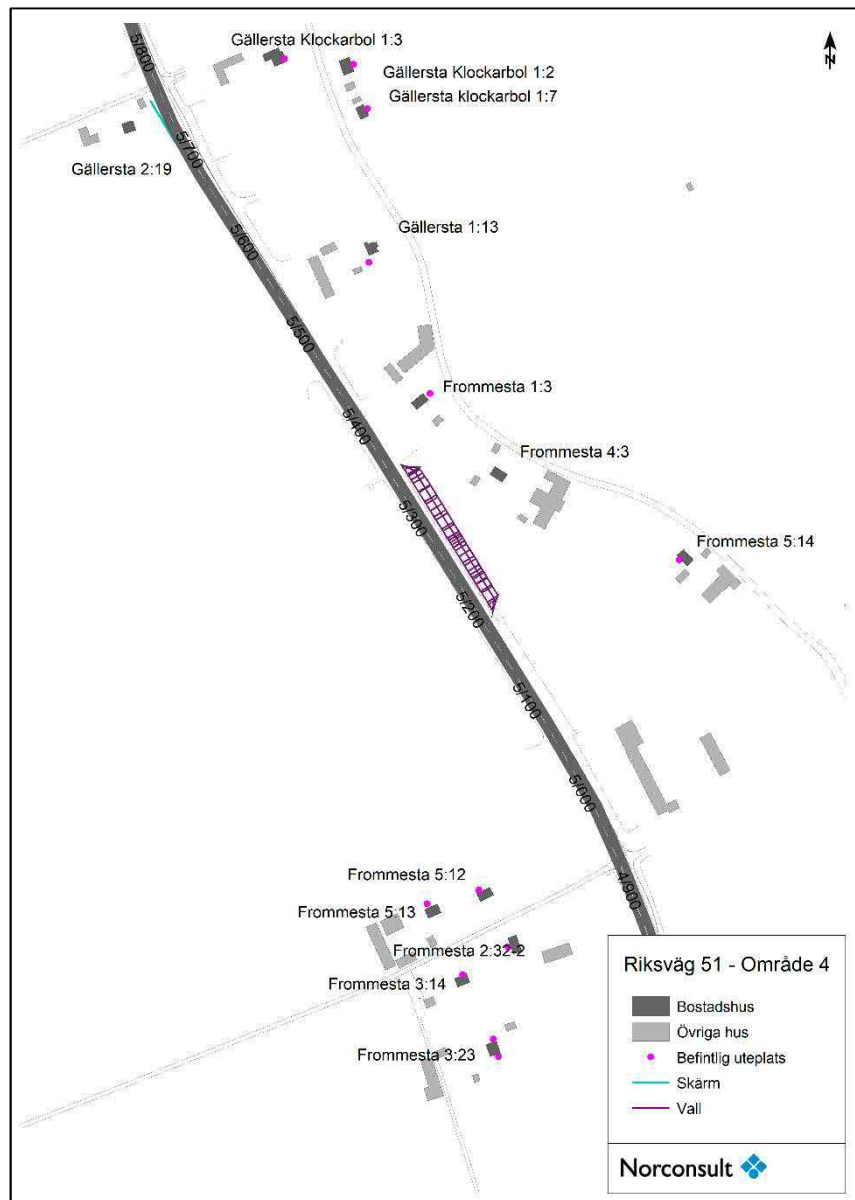 Gällersta Klockarbol 1:3
N
5/800
Gällersta Klockarbol 1:2
Gällersta klockarbol 1:7
5/700
Gällersta 2:19
Gällersta 1:13
5/600
5/500
Frommesta 1:3
5/400
Frommesta 4:3
5/300
Frommesta 5:14
5/200
5/100
5/000
Frommesta 5:12
4/900
Frommesta 5:13
Frommesta 2:32-2
Frommesta 3:14
Frommesta 3:23
Riksväg 51 - Område 4
Bostadshus
Övriga hus
Befintlig uteplats
Skärm
Vall
Norconsult